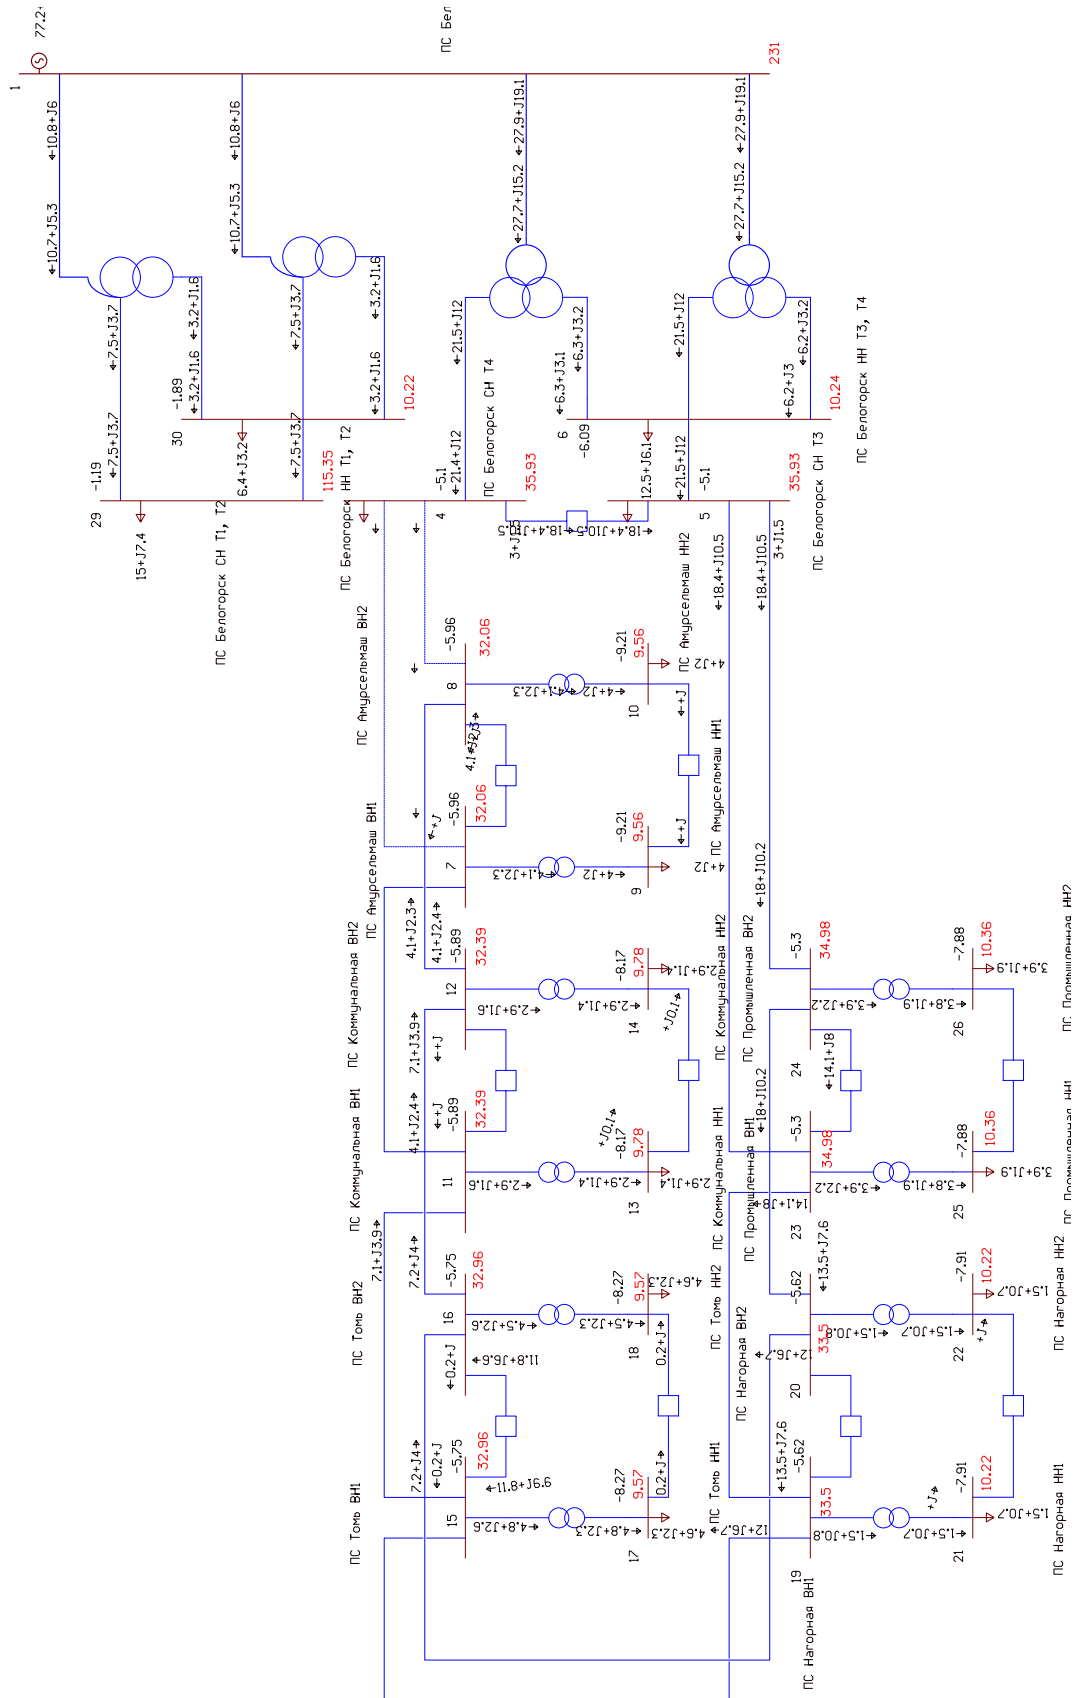 77.2+
ПС Бел
1
231
←10.8+J6
←10.8+J6
←27.9+J19.1
←27.9+J19.1
←10.7+J5.3
←10.7+J5.3
←27.7+J15.2
←27.7+J15.2
←7.5+J3.7
←3.2+J1.6
←7.5+J3.7
←3.2+J1.6
←21.5+J12
←6.3+J3.2
←21.5+J12
←6.2+J3.2
-1.89
←3.2+J1.6
←3.2+J1.6
10.22
30
6.4+J3.2
ПС Белогорск НН Т1, Т2
←6.3+J3.1
6
-6.09
12.5+J6.1
←6.2+J3
10.24
ПС Белогорск НН Т3, Т4
-1.19
←7.5+J3.7
←7.5+J3.7
115.35
29
15+J7.4
ПС Белогорск СН Т1, Т2
-5.1
←21.4+J12
4
35.93
3+J1.5
ПС Белогорск СН Т4
←21.5+J12
-5.1
5
35.93
3+J1.5
ПС Белогорск СН Т3
18.4+J10.5→
18.4+J10.5→
←18.4+J10.5
←18.4+J10.5
ПС Амурсельмаш ВН2
-5.96
32.06
8
4.1+J2.3→
4+J2→
-9.21
9.56
10
4+J2
←+J
ПС Амурсельмаш НН2
ПС Амурсельмаш ВН1
-5.96
32.06
7
←+J
4.1+J2.3→
4+J2→
-9.21
9.56
9
4+J2
←+J
ПС Амурсельмаш НН1
4.1+J2.3→
4.1+J2.4→
ПС Коммунальная ВН2
-5.89
32.39
12
2.9+J1.6→
2.9+J1.4→
-8.17
9.78
14
2.9+J1.4
+J0.1→
ПС Коммунальная НН2
7.1+J3.9→
←+J
4.1+J2.4→
ПС Коммунальная ВН1
←+J
-5.89
32.39
11
2.9+J1.6→
2.9+J1.4→
+J0.1→
-8.17
9.78
13
2.9+J1.4
ПС Коммунальная НН1
7.1+J3.9→
7.2+J4→
ПС Томь ВН2
-5.75
32.96
16
4.5+J2.6→
4.5+J2.3→
-8.27
9.57
18
4.6+J2.3
0.2+J→
ПС Томь НН2
←0.2+J
11.8+J6.6→
7.2+J4→
ПС Томь ВН1
←0.2+J
-5.75
32.96
15
11.8+J6.6→
4.8+J2.6→
4.8+J2.3→
-8.27
9.57
17
4.6+J2.3
0.2+J→
ПС Томь НН1
←18+J10.2
ПС Промышленная ВН2
-5.3
34.98
24
3.9+J2.2→
3.8+J1.9→
-7.88
10.36
26
3.9+J1.9
ПС Промышленная НН2
←14.1+J8
←18+J10.2
ПС Промышленная ВН1
-5.3
34.98
23
14.1+J8→
3.9+J2.2→
3.8+J1.9→
-7.88
10.36
25
3.9+J1.9
ПС Промышленная НН1
←13.5+J7.6
ПС Нагорная ВН2
-5.62
33.5
20
12+J6.7→
1.5+J0.8→
1.5+J0.7→
-7.91
10.22
22
+J→
1.5+J0.7
ПС Нагорная НН2
←13.5+J7.6
-5.62
33.5
19
12+J6.7→
1.5+J0.8→
1.5+J0.7→
+J→
-7.91
10.22
21
1.5+J0.7
ПС Нагорная НН1
ПС Нагорная ВН1